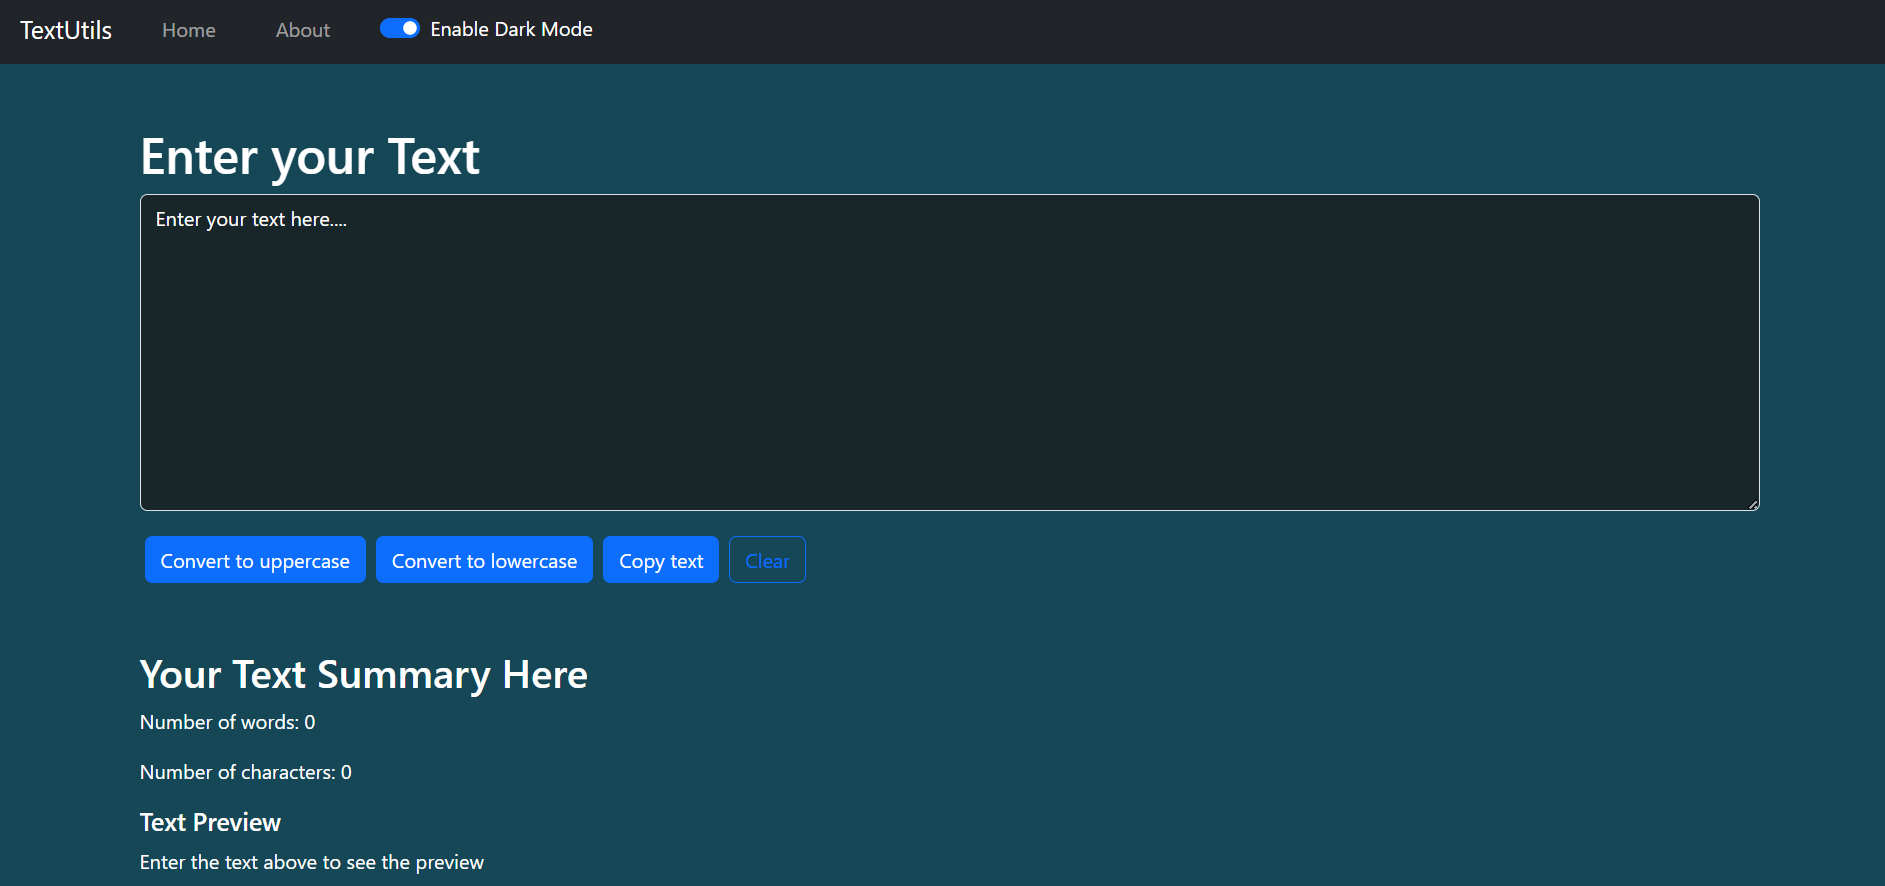 TextUtils Home About Enable Dark Mode
Enter your Text
Enter your text here....
Convert to uppercase Convert to lowercase Copy text Clear
Your Text Summary Here
Number of words: 0
Number of characters: 0
Text Preview
Enter the text above to see the preview